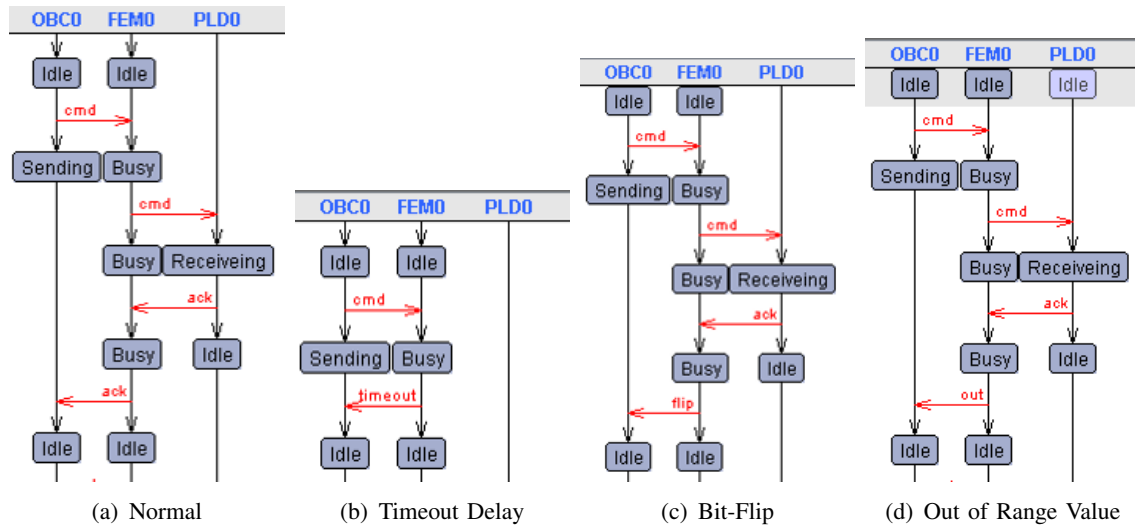 OBC0 FEM0 PLD0
Idle Idle
cmd
Sending Busy
cmd
Busy Receiveing
ack
Busy Idle
ack
Idle Idle
(a) Normal
OBC0 FEM0 PLD0
Idle Idle
cmd
Sending Busy
timeout
Idle Idle
(b) Timeout Delay
OBC0 FEM0 PLD0
Idle Idle
cmd
Sending Busy
cmd
Busy Receiveing
ack
Busy Idle
flip
Idle Idle
(c) Bit-Flip
OBC0 FEM0 PLD0
Idle Idle Idle
cmd
Sending Busy
cmd
Busy Receiveing
ack
Busy Idle
out
Idle Idle
(d) Out of Range Value